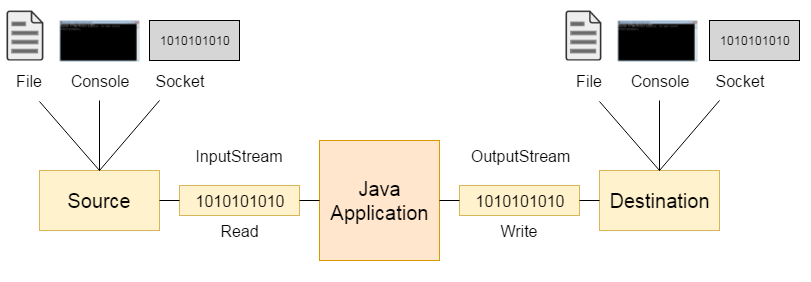 1010101010
1010101010
File Console Socket
File Console Socket
InputStream
OutputStream
Source
1010101010
Java
Application
1010101010
Destination
Read
Write